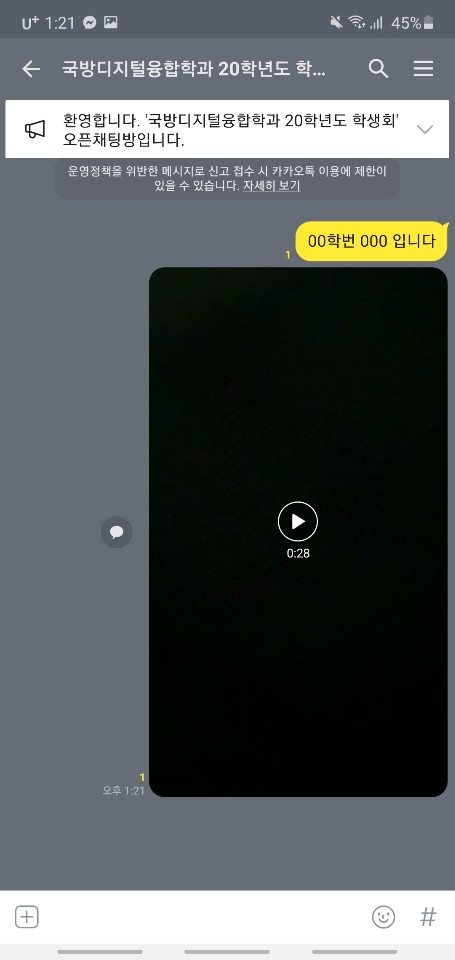 U+ 1:21 45%
국방디지털융합학과 20학년도 학...
환영합니다. '국방디지털융합학과 20학년도 학생회'
오픈채팅방입니다.
운영정책을 위반한 메시지로 신고 접수 시 카카오톡 이용에 제한이
있을 수 있습니다. 자세히 보기
00학번 000 입니다
1
0:28
1
오후 1:21
#